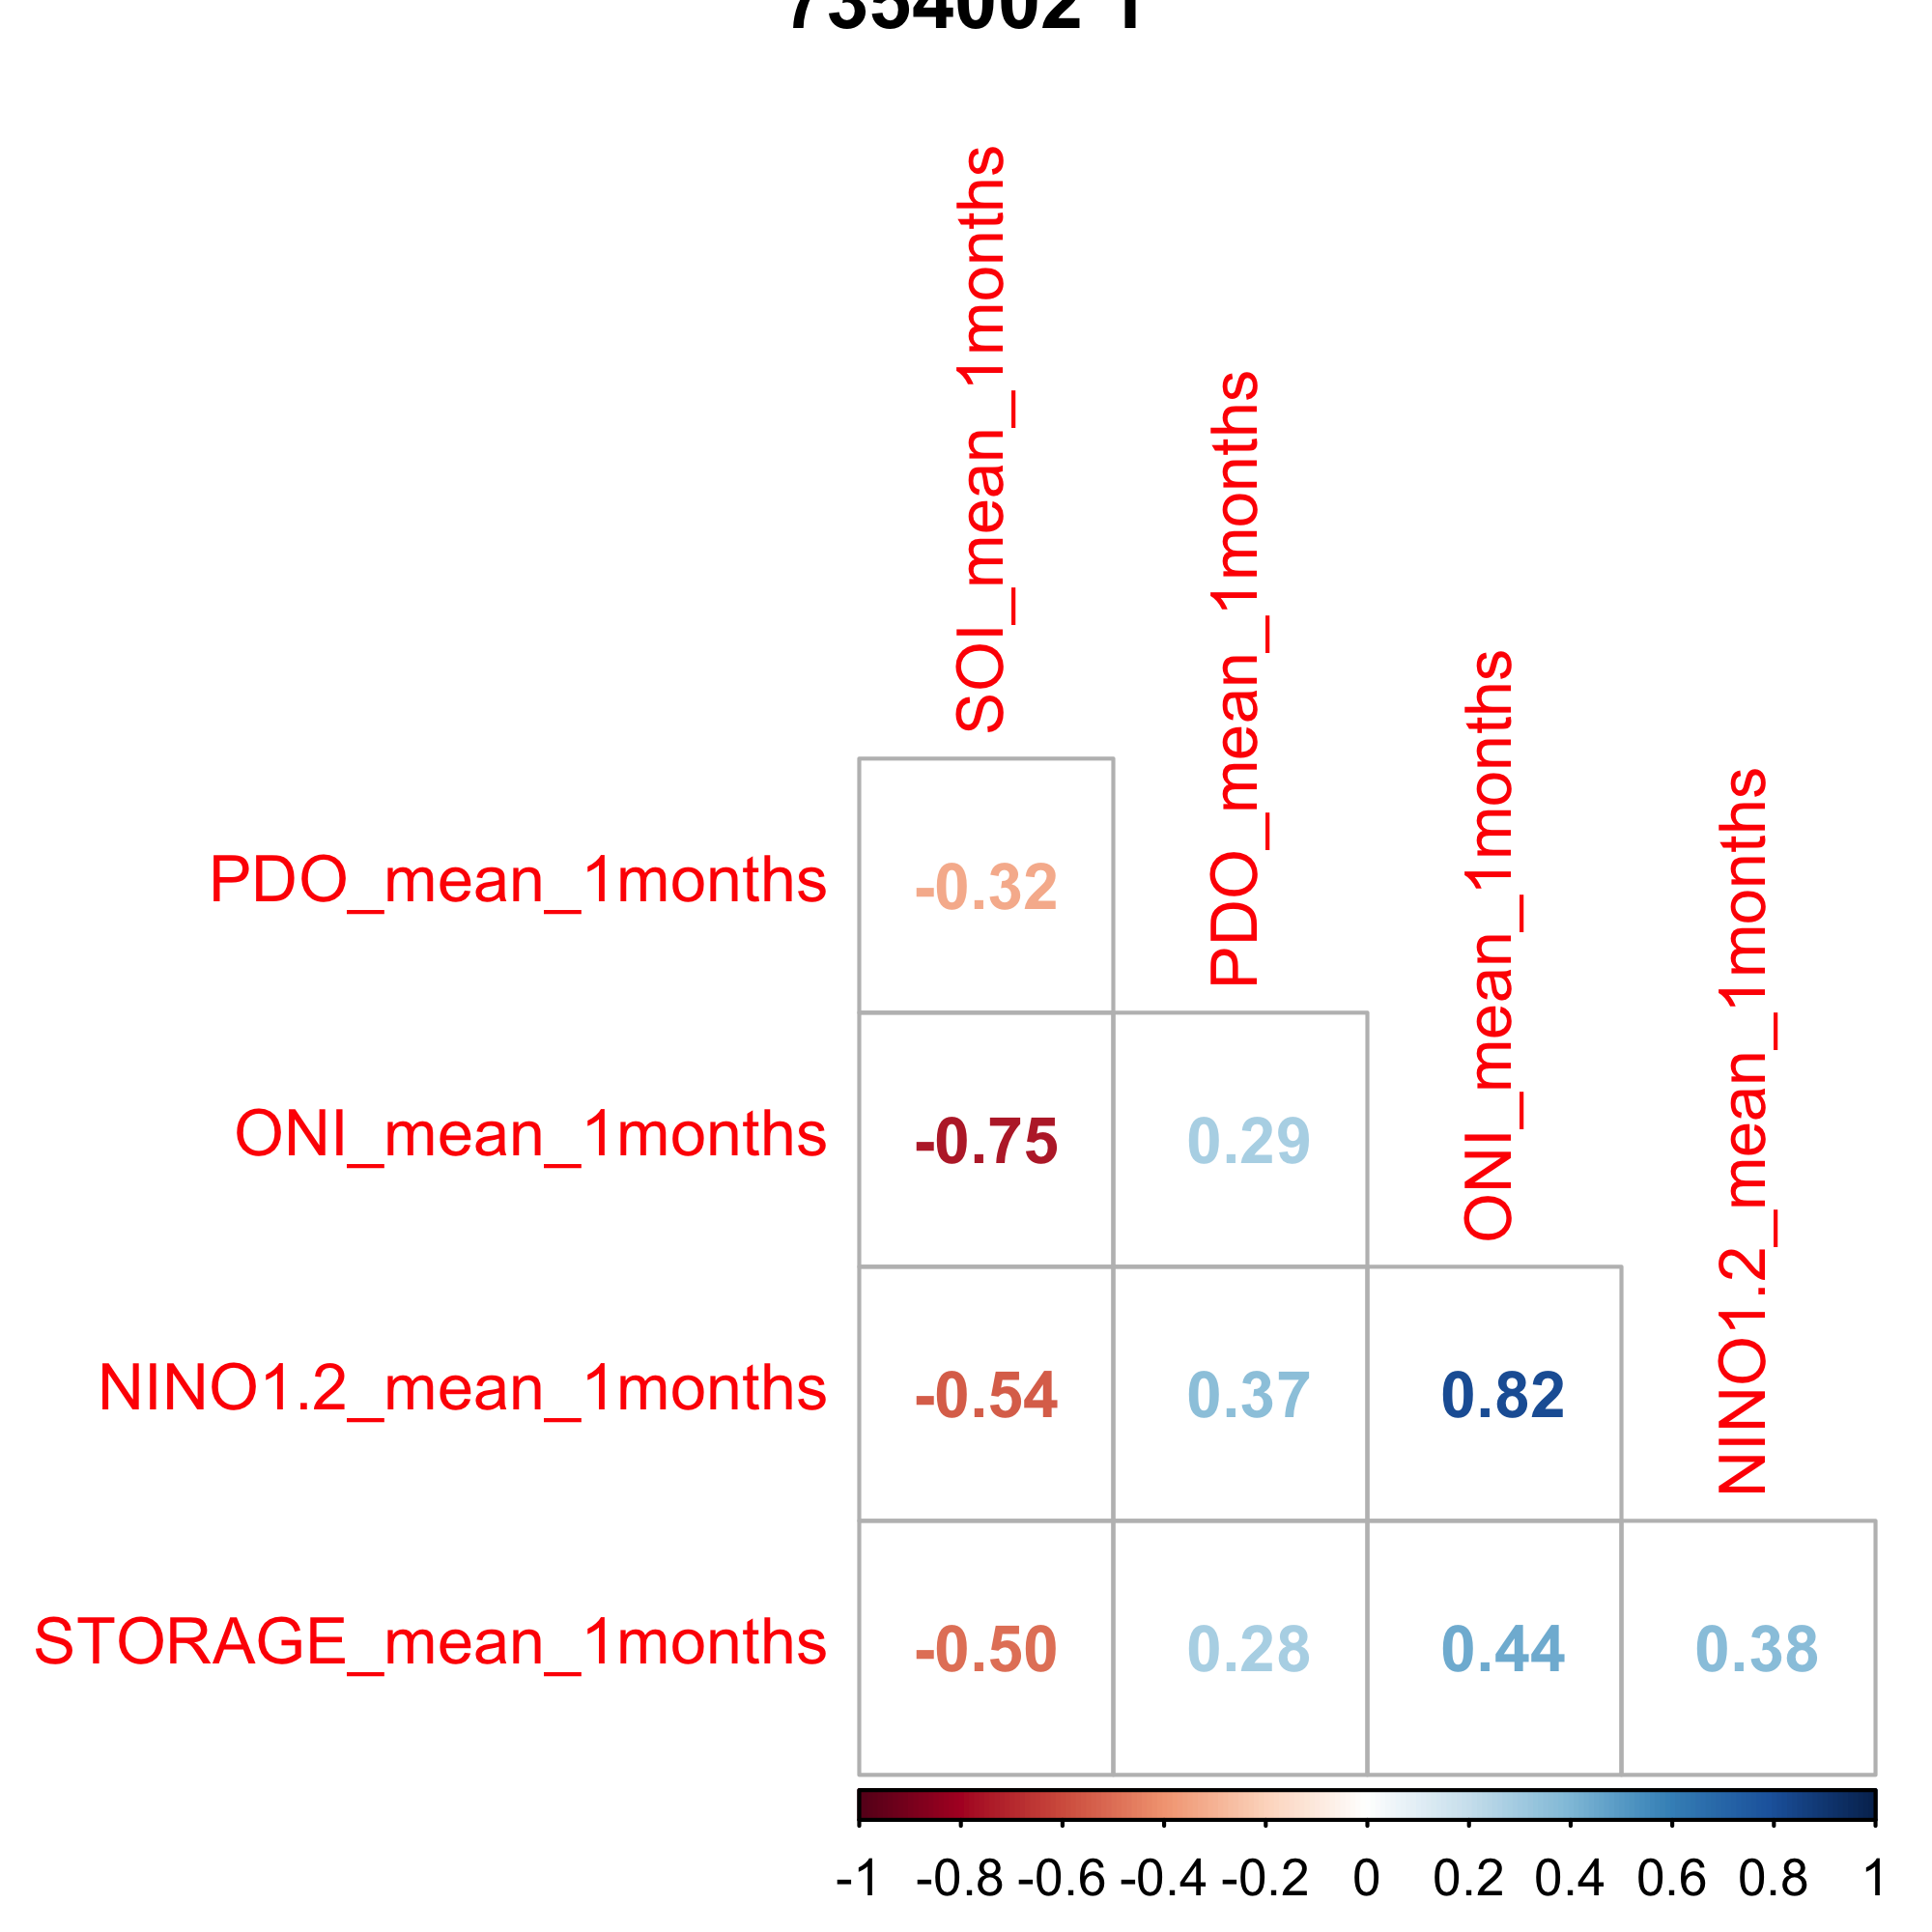 7354002 1
SOI_mean_1months
PDO_mean_1months
ONI_mean_1months
NINO1.2_mean_1months
PDO_mean_1months -0.32
ONI_mean_1months -0.75 0.29
NINO1.2_mean_1months -0.54 0.37 0.82
STORAGE_mean_1months -0.50 0.28 0.44 0.38
-1 -0.8 -0.6 -0.4 -0.2 0 0.2 0.4 0.6 0.8 1